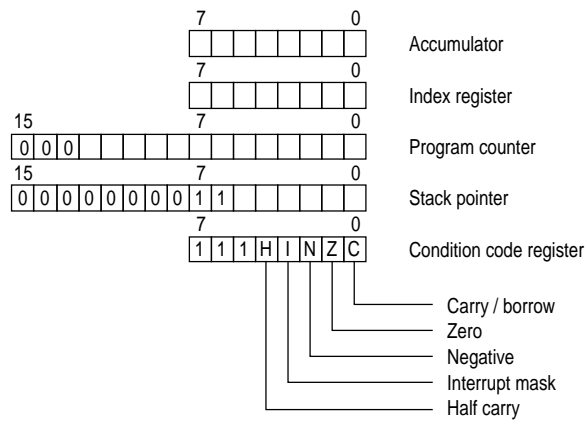 7 0
Accumulator
7 0
Index register
15 7 0
0 0 0 Program counter
15 7 0
0 0 0 0 0 0 0 0 1 1 Stack pointer
7 0
1 1 1 H I N Z C Condition code register
Carry / borrow
Zero
Negative
Interrupt mask
Half carry